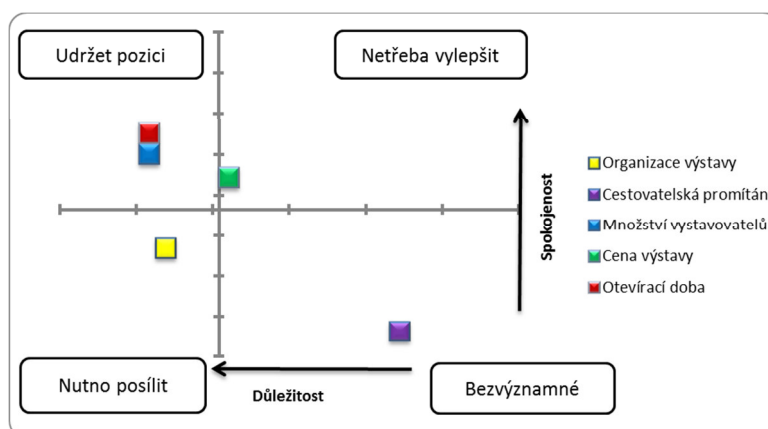 Udržet pozici
Netřeba vylepšit
Spokojenost
Organizace výstavy
Cestovatelská promítán
Množství vystavovatelů
Cena výstavy
Otevírací doba
Nutno posílit
Důležitost
Bezvýznamné